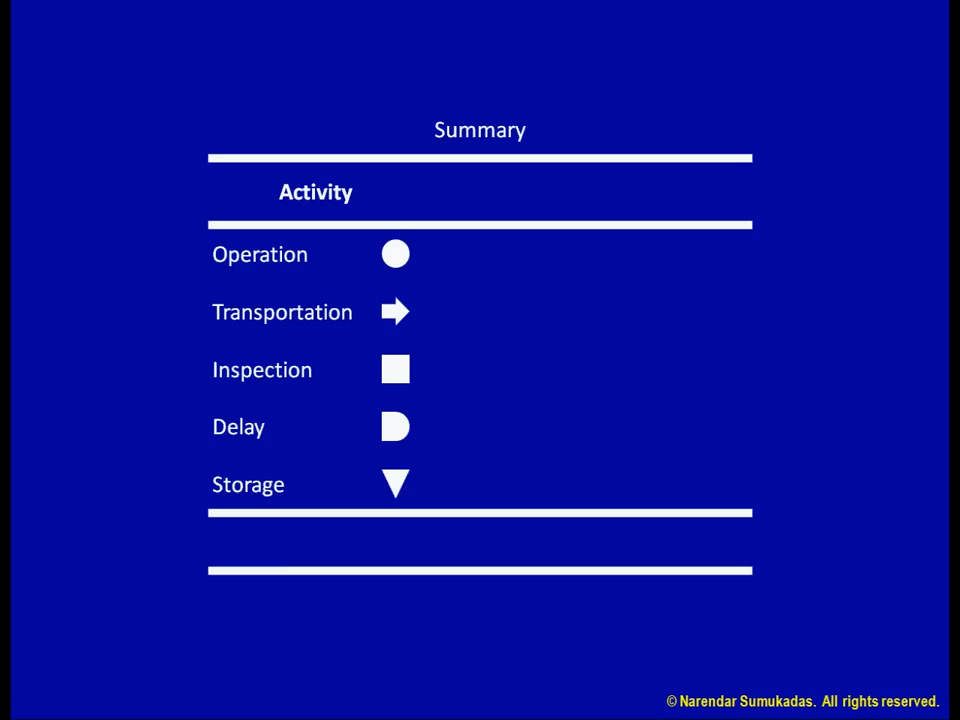 Summary
Activity
Operation
Transportation
Inspection
Delay
Storage
© Narendar Sumukadas. All rights reserved.